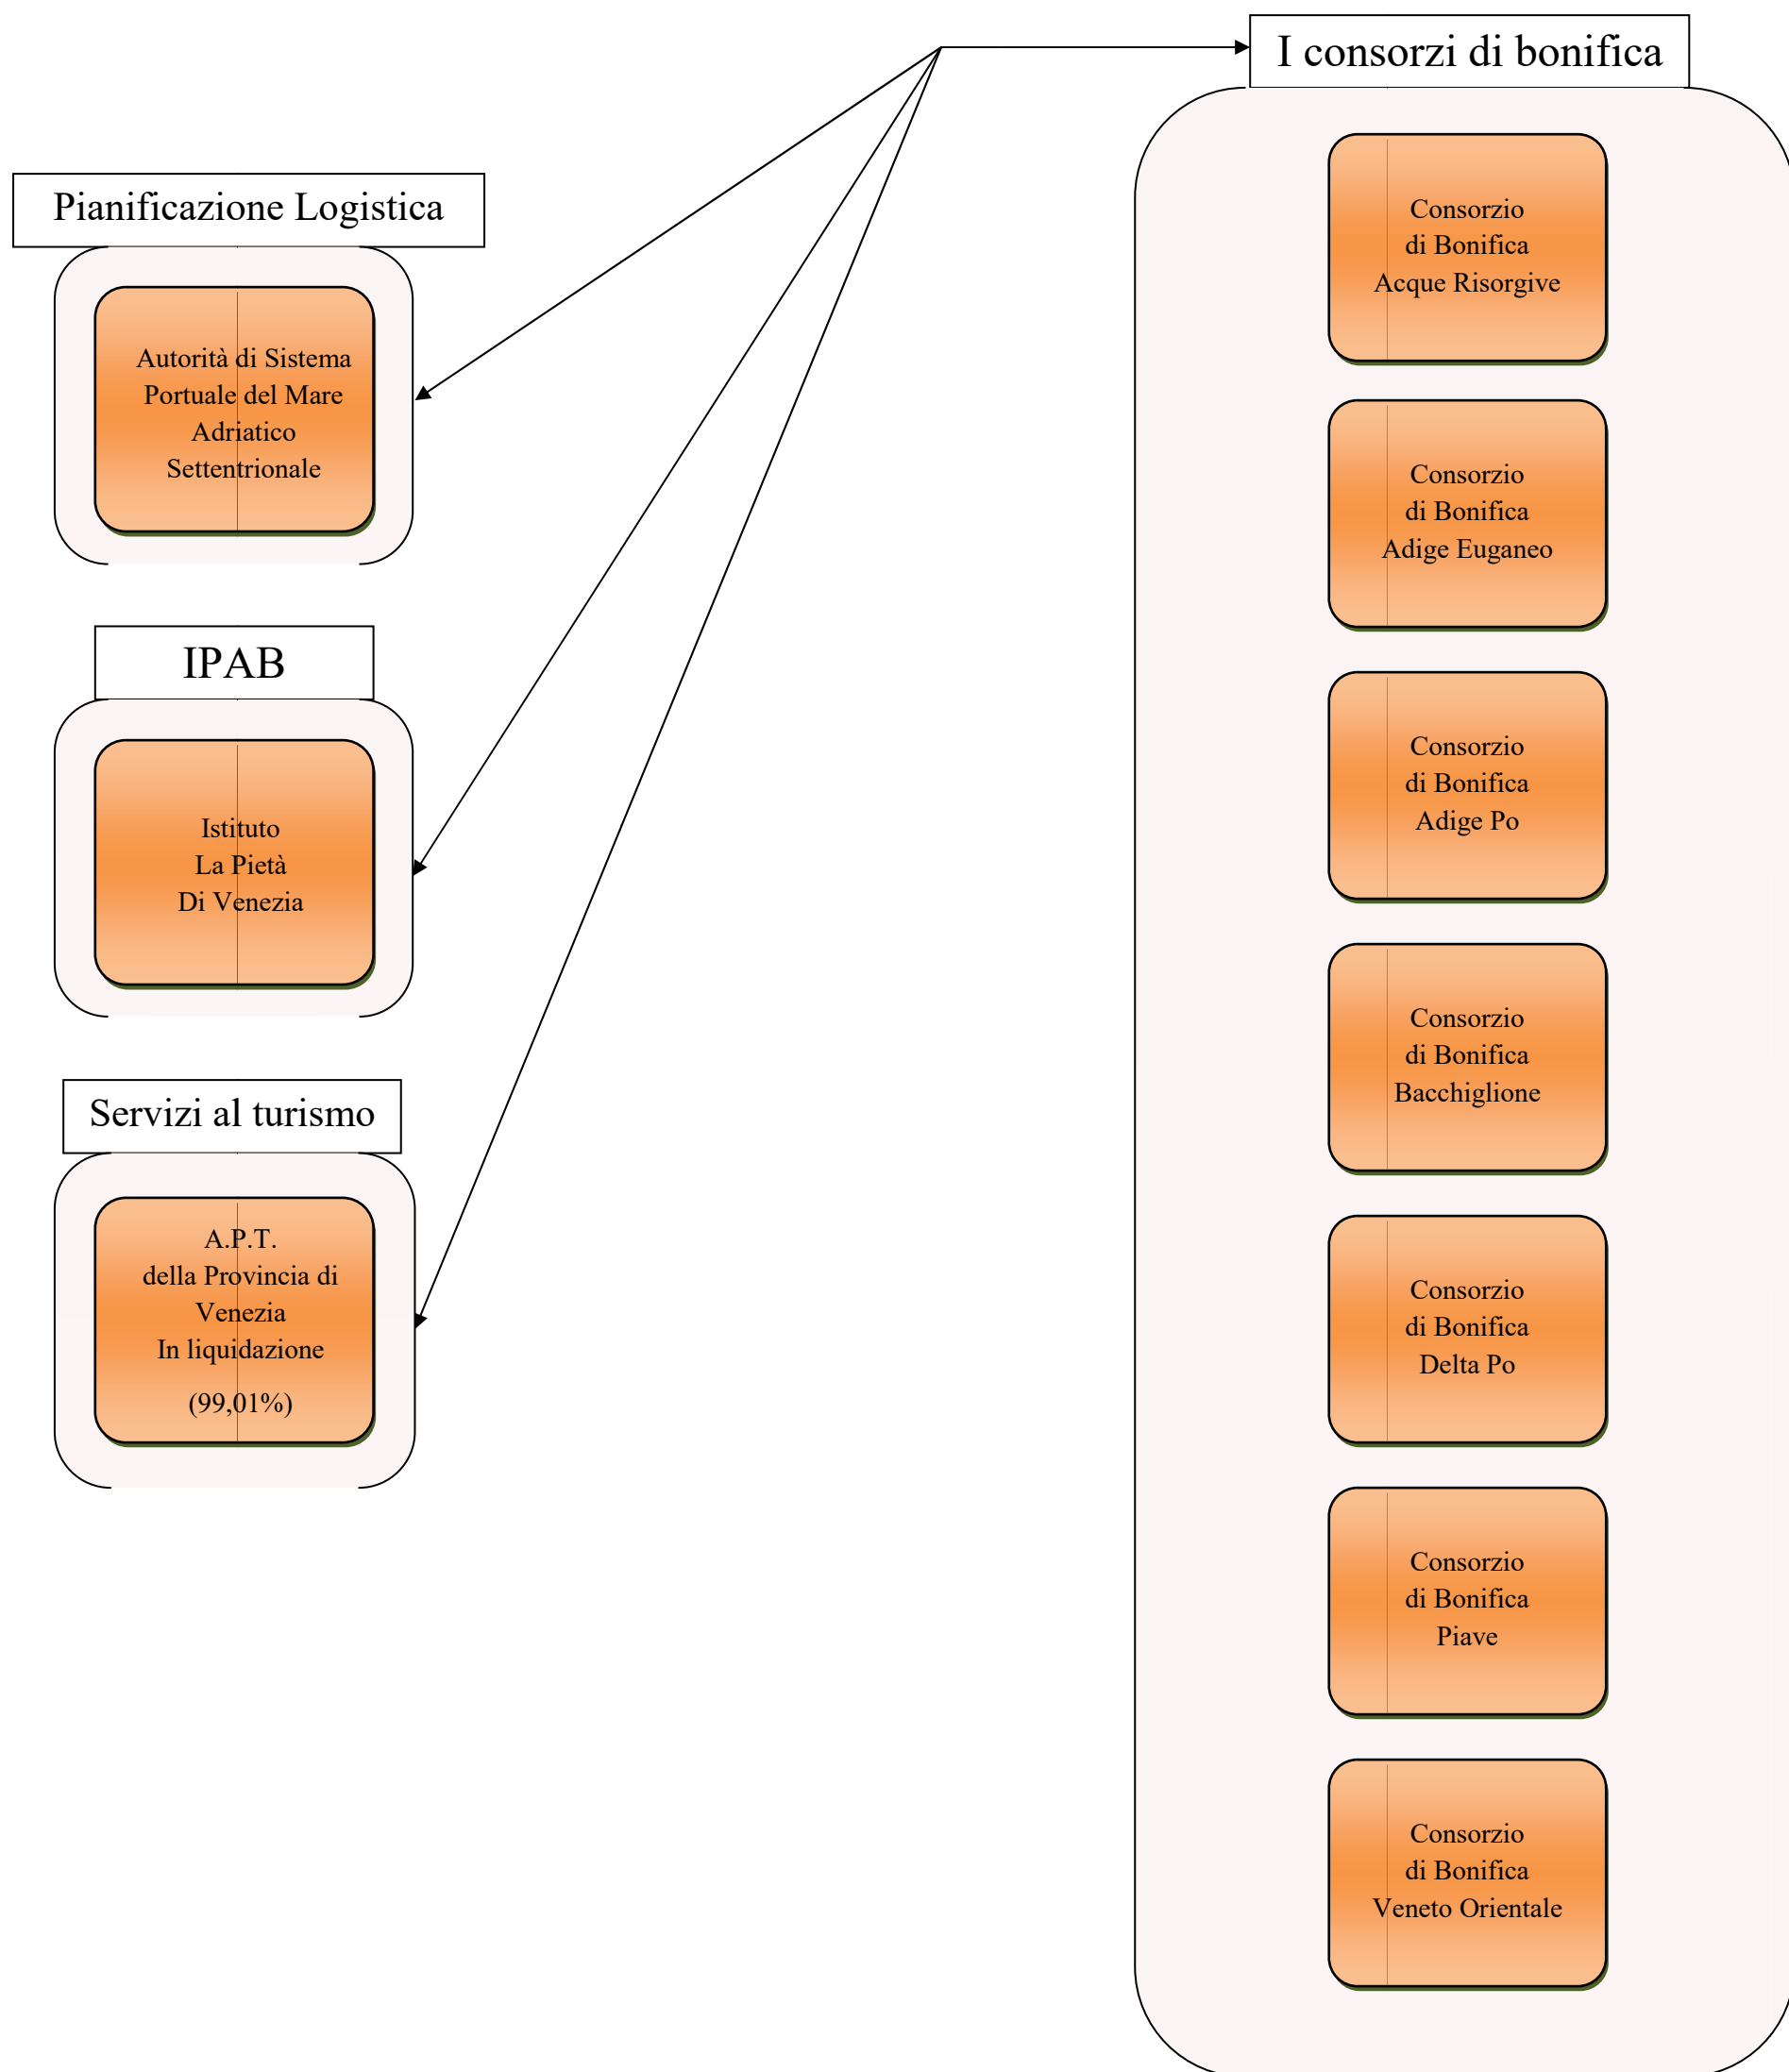 Pianificazione Logistica
Autorità di Sistema
Portuale del Mare
Adriatico
Settentrionale
IPAB
Istituto
La Pietà
Di Venezia
Servizi al turismo
A.P.T.
della Provincia di
Venezia
In liquidazione
(99,01%)
I consorzi di bonifica
Consorzio
di Bonifica
Acque Risorgive
Consorzio
di Bonifica
Adige Euganeo
Consorzio
di Bonifica
Adige Po
Consorzio
di Bonifica
Bacchiglione
Consorzio
di Bonifica
Delta Po
Consorzio
di Bonifica
Piave
Consorzio
di Bonifica
Veneto Orientale